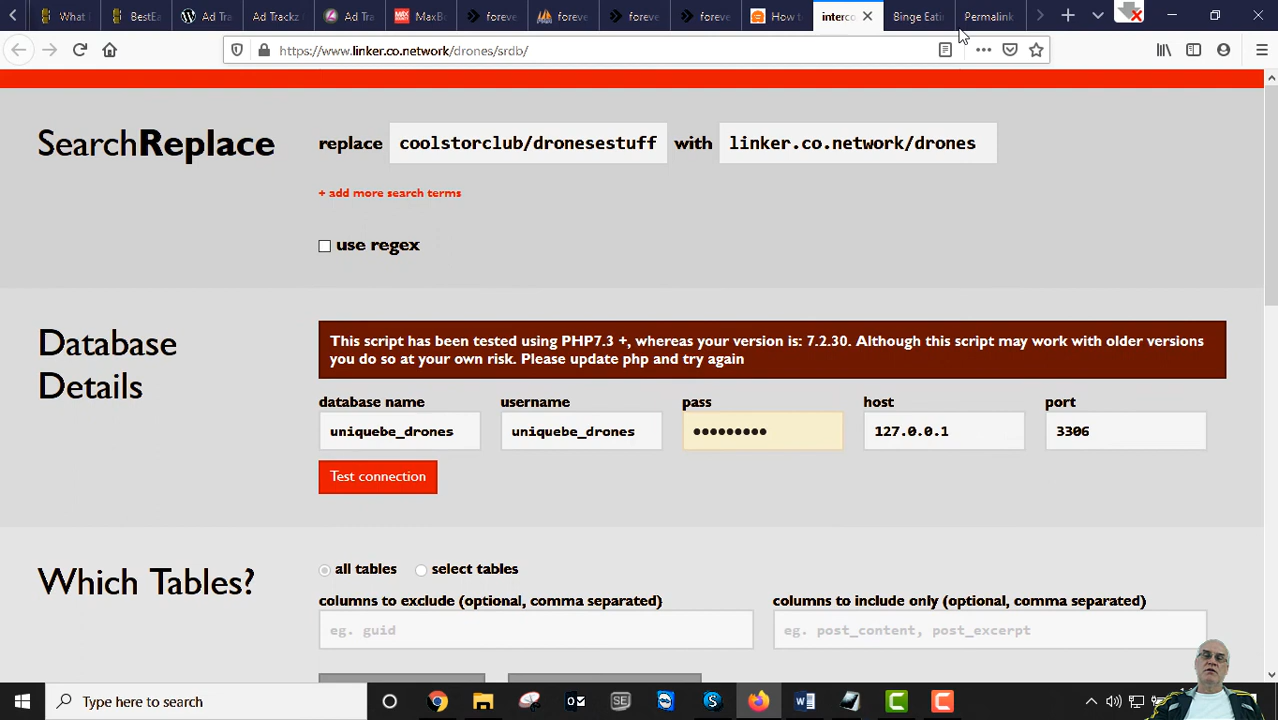 What I
BestEa
Ad Tra
Ad Trackz
Ad Tra
MaxBo
foreve
foreve
foreve
foreve
How to
interco
Binge Eati
Permalink
https://www.linker.co.network/drones/srdb/
SearchReplace
replace
coolstorclub/dronesestuff
with
linker.co.network/drones
+ add more search terms
use regex
Database
Details
This script has been tested using PHP7.3 +, whereas your version is: 7.2.30. Although this script may work with older versions
you do so at your own risk. Please update php and try again
database name
username
pass
host
port
uniquebe_drones
uniquebe_drones
•••••••••
127.0.0.1
3306
Test connection
Which Tables?
all tables
select tables
columns to exclude (optional, comma separated)
columns to include only (optional, comma separated)
eg. guid
eg. post_content, post_excerpt
Type here to search